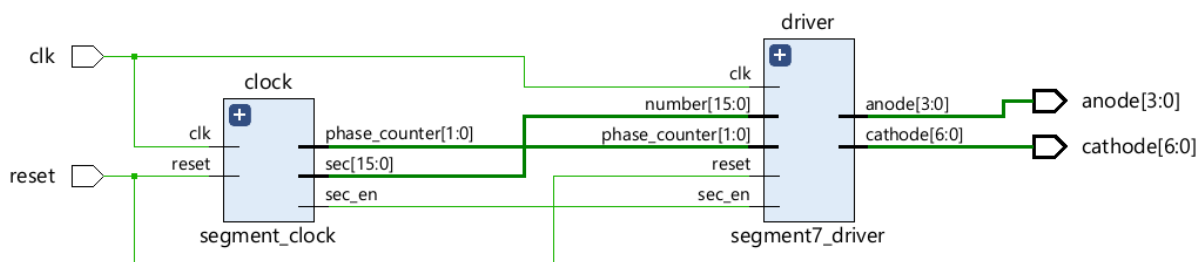 driver
clk
clock
clk
number[15:0]
anode[3:0]
anode[3:0]
clk
phase_counter[1:0]
phase_counter[1:0]
cathode[6:0]
cathode[6:0]
reset
reset
sec[15:0]
reset
sec_en
sec_en
segment_clock
segment7_driver